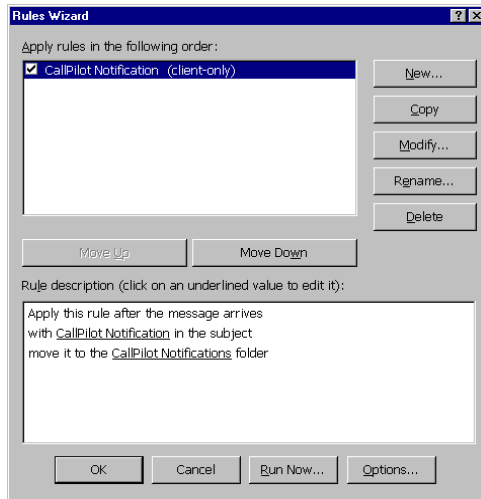 Rules Wizard
Apply rules in the following order:
CallPilot Notification (client-only)
New...
Copy
Modify...
Rename...
Delete
Move Up
Move Down
Rule description (click on an underlined value to edit it):
Apply this rule after the message arrives
with CallPilot Notification in the subject
move it to the CallPilot Notifications folder
OK
Cancel
Run Now...
Options...